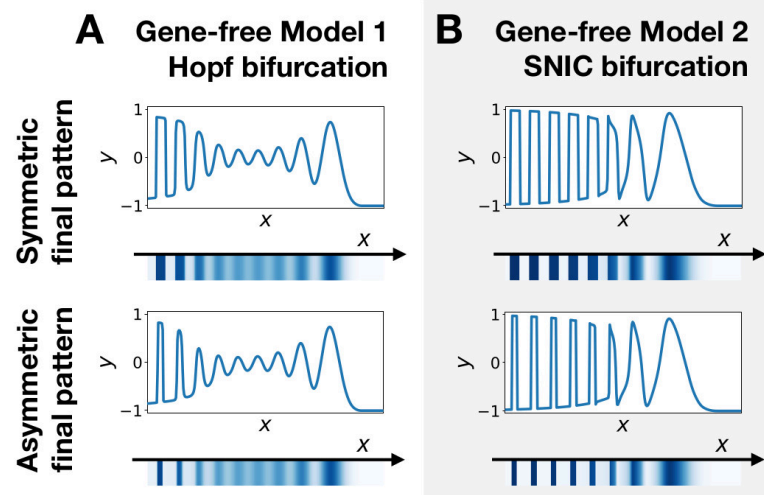 A
Gene-free Model 1
Hopf bifurcation
B
Gene-free Model 2
SNIC bifurcation
Symmetric
final pattern
1
0
−1
y
x
x
1
0
−1
y
x
x
Asymmetric
final pattern
1
0
−1
y
x
x
1
0
−1
y
x
x